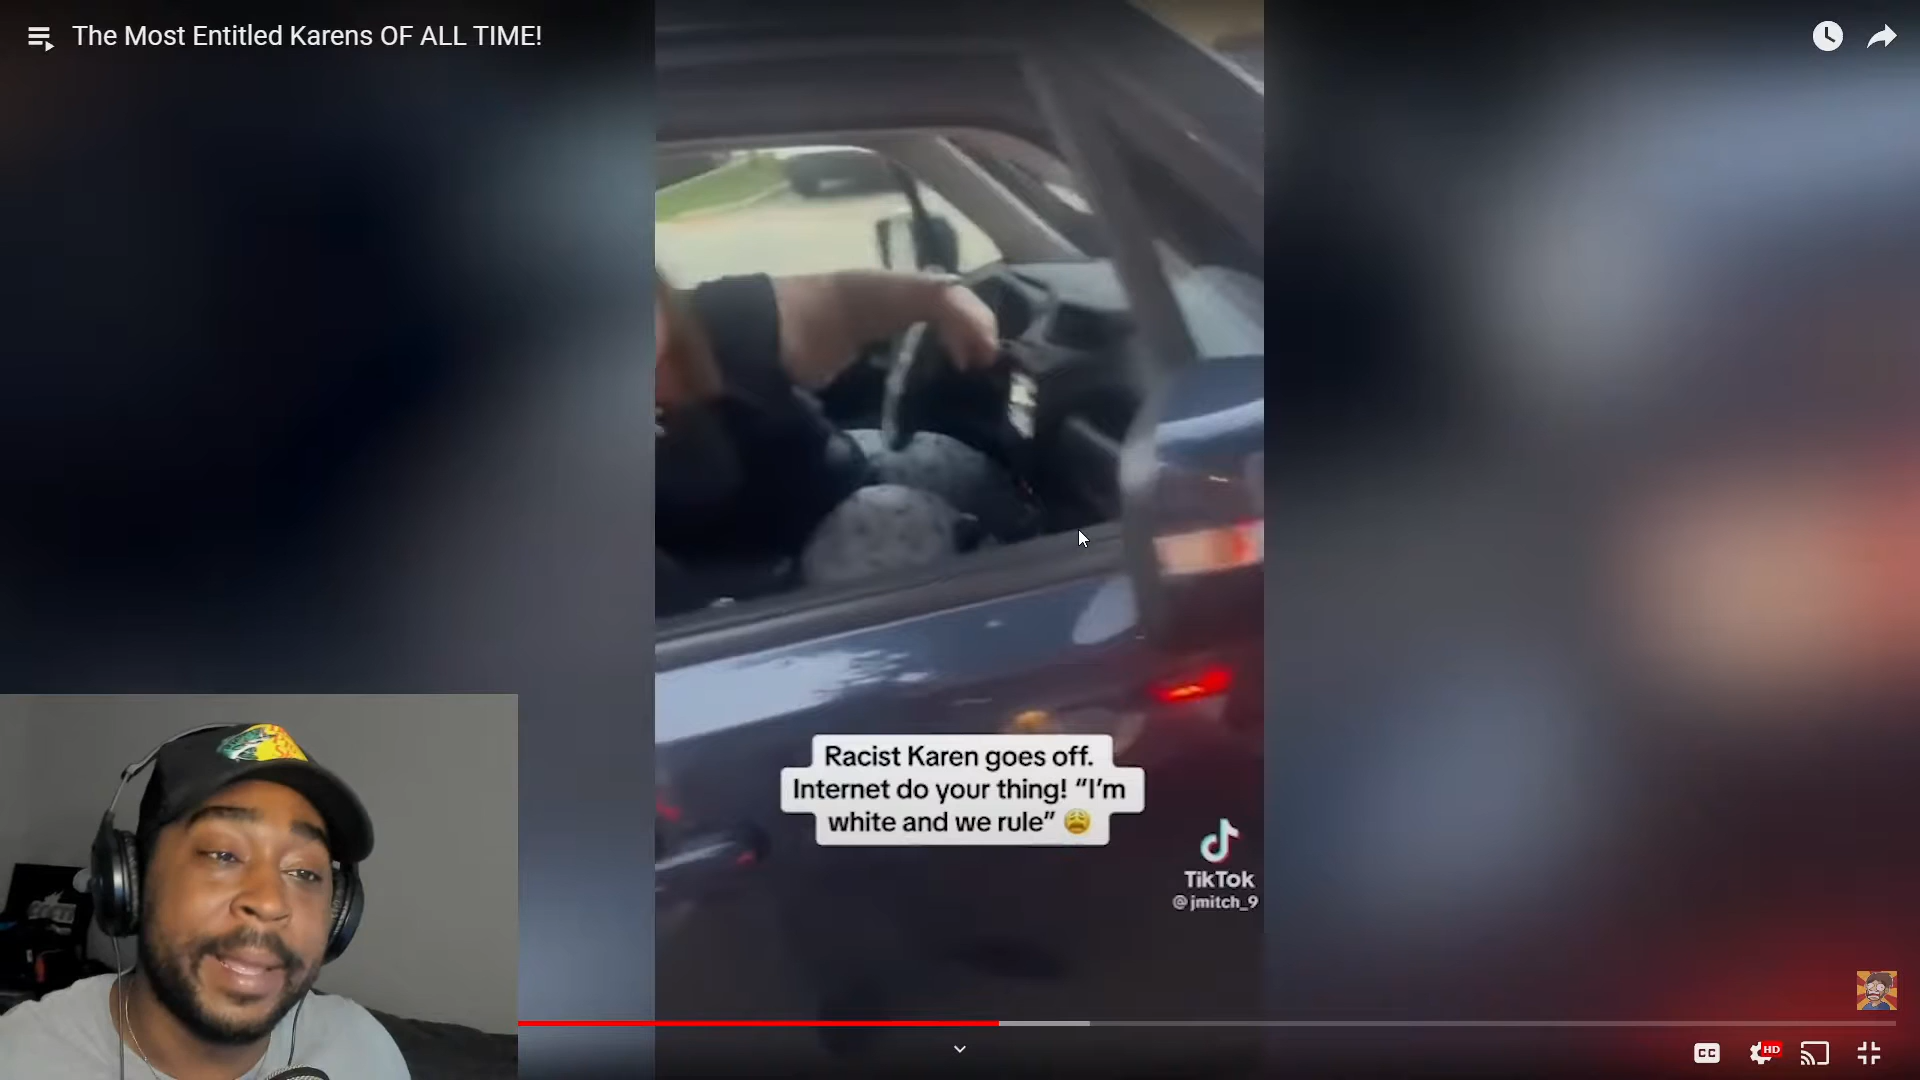 The Most Entitled Karens OF ALL TIME!
Racist Karen goes off.
Internet do your thing! “I’m
white and we rule” 😩
TikTok
@jmitch_9
CC
HD